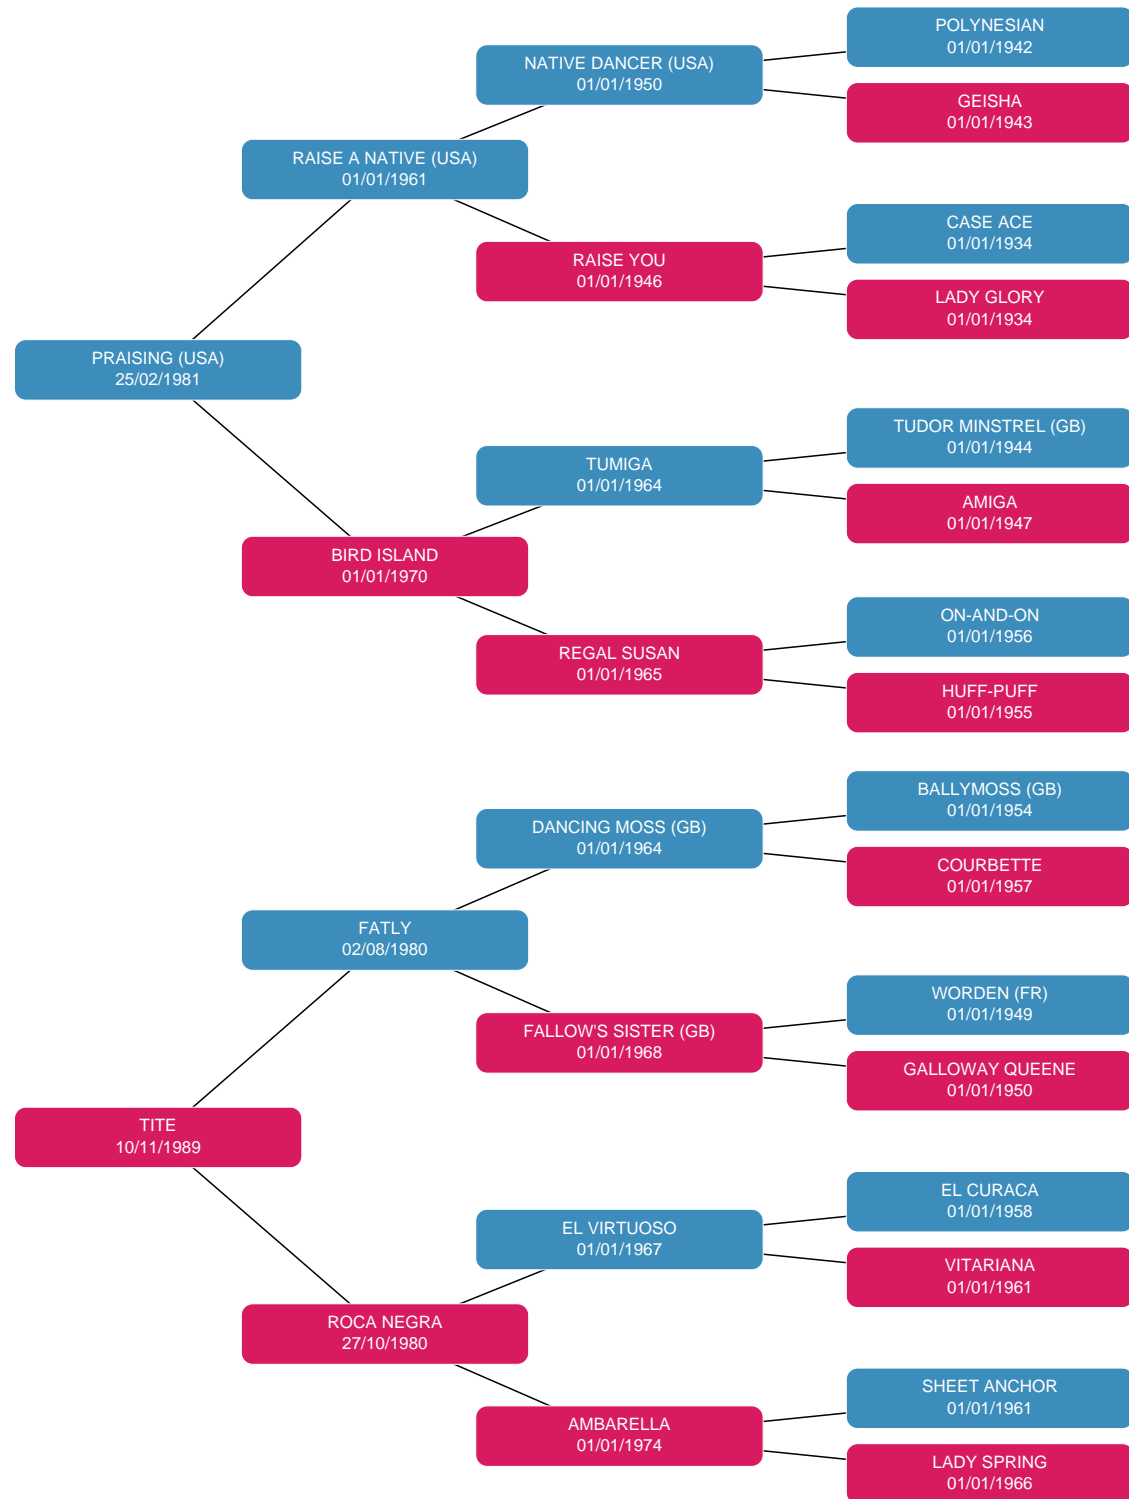 POLYNESIAN
01/01/1942
NATIVE DANCER (USA)
01/01/1950
GEISHA
01/01/1943
RAISE A NATIVE (USA)
01/01/1961
CASE ACE
01/01/1934
RAISE YOU
01/01/1946
LADY GLORY
01/01/1934
PRAISING (USA)
25/02/1981
TUDOR MINSTREL (GB)
01/01/1944
TUMIGA
01/01/1964
AMIGA
01/01/1947
BIRD ISLAND
01/01/1970
ON-AND-ON
01/01/1956
REGAL SUSAN
01/01/1965
HUFF-PUFF
01/01/1955
BALLYMOSS (GB)
01/01/1954
DANCING MOSS (GB)
01/01/1964
COURBETTE
01/01/1957
FATLY
02/08/1980
WORDEN (FR)
01/01/1949
FALLOW'S SISTER (GB)
01/01/1968
GALLOWAY QUEENE
01/01/1950
TITE
10/11/1989
EL CURACA
01/01/1958
EL VIRTUOSO
01/01/1967
VITARIANA
01/01/1961
ROCA NEGRA
27/10/1980
SHEET ANCHOR
01/01/1961
AMBARELLA
01/01/1974
LADY SPRING
01/01/1966